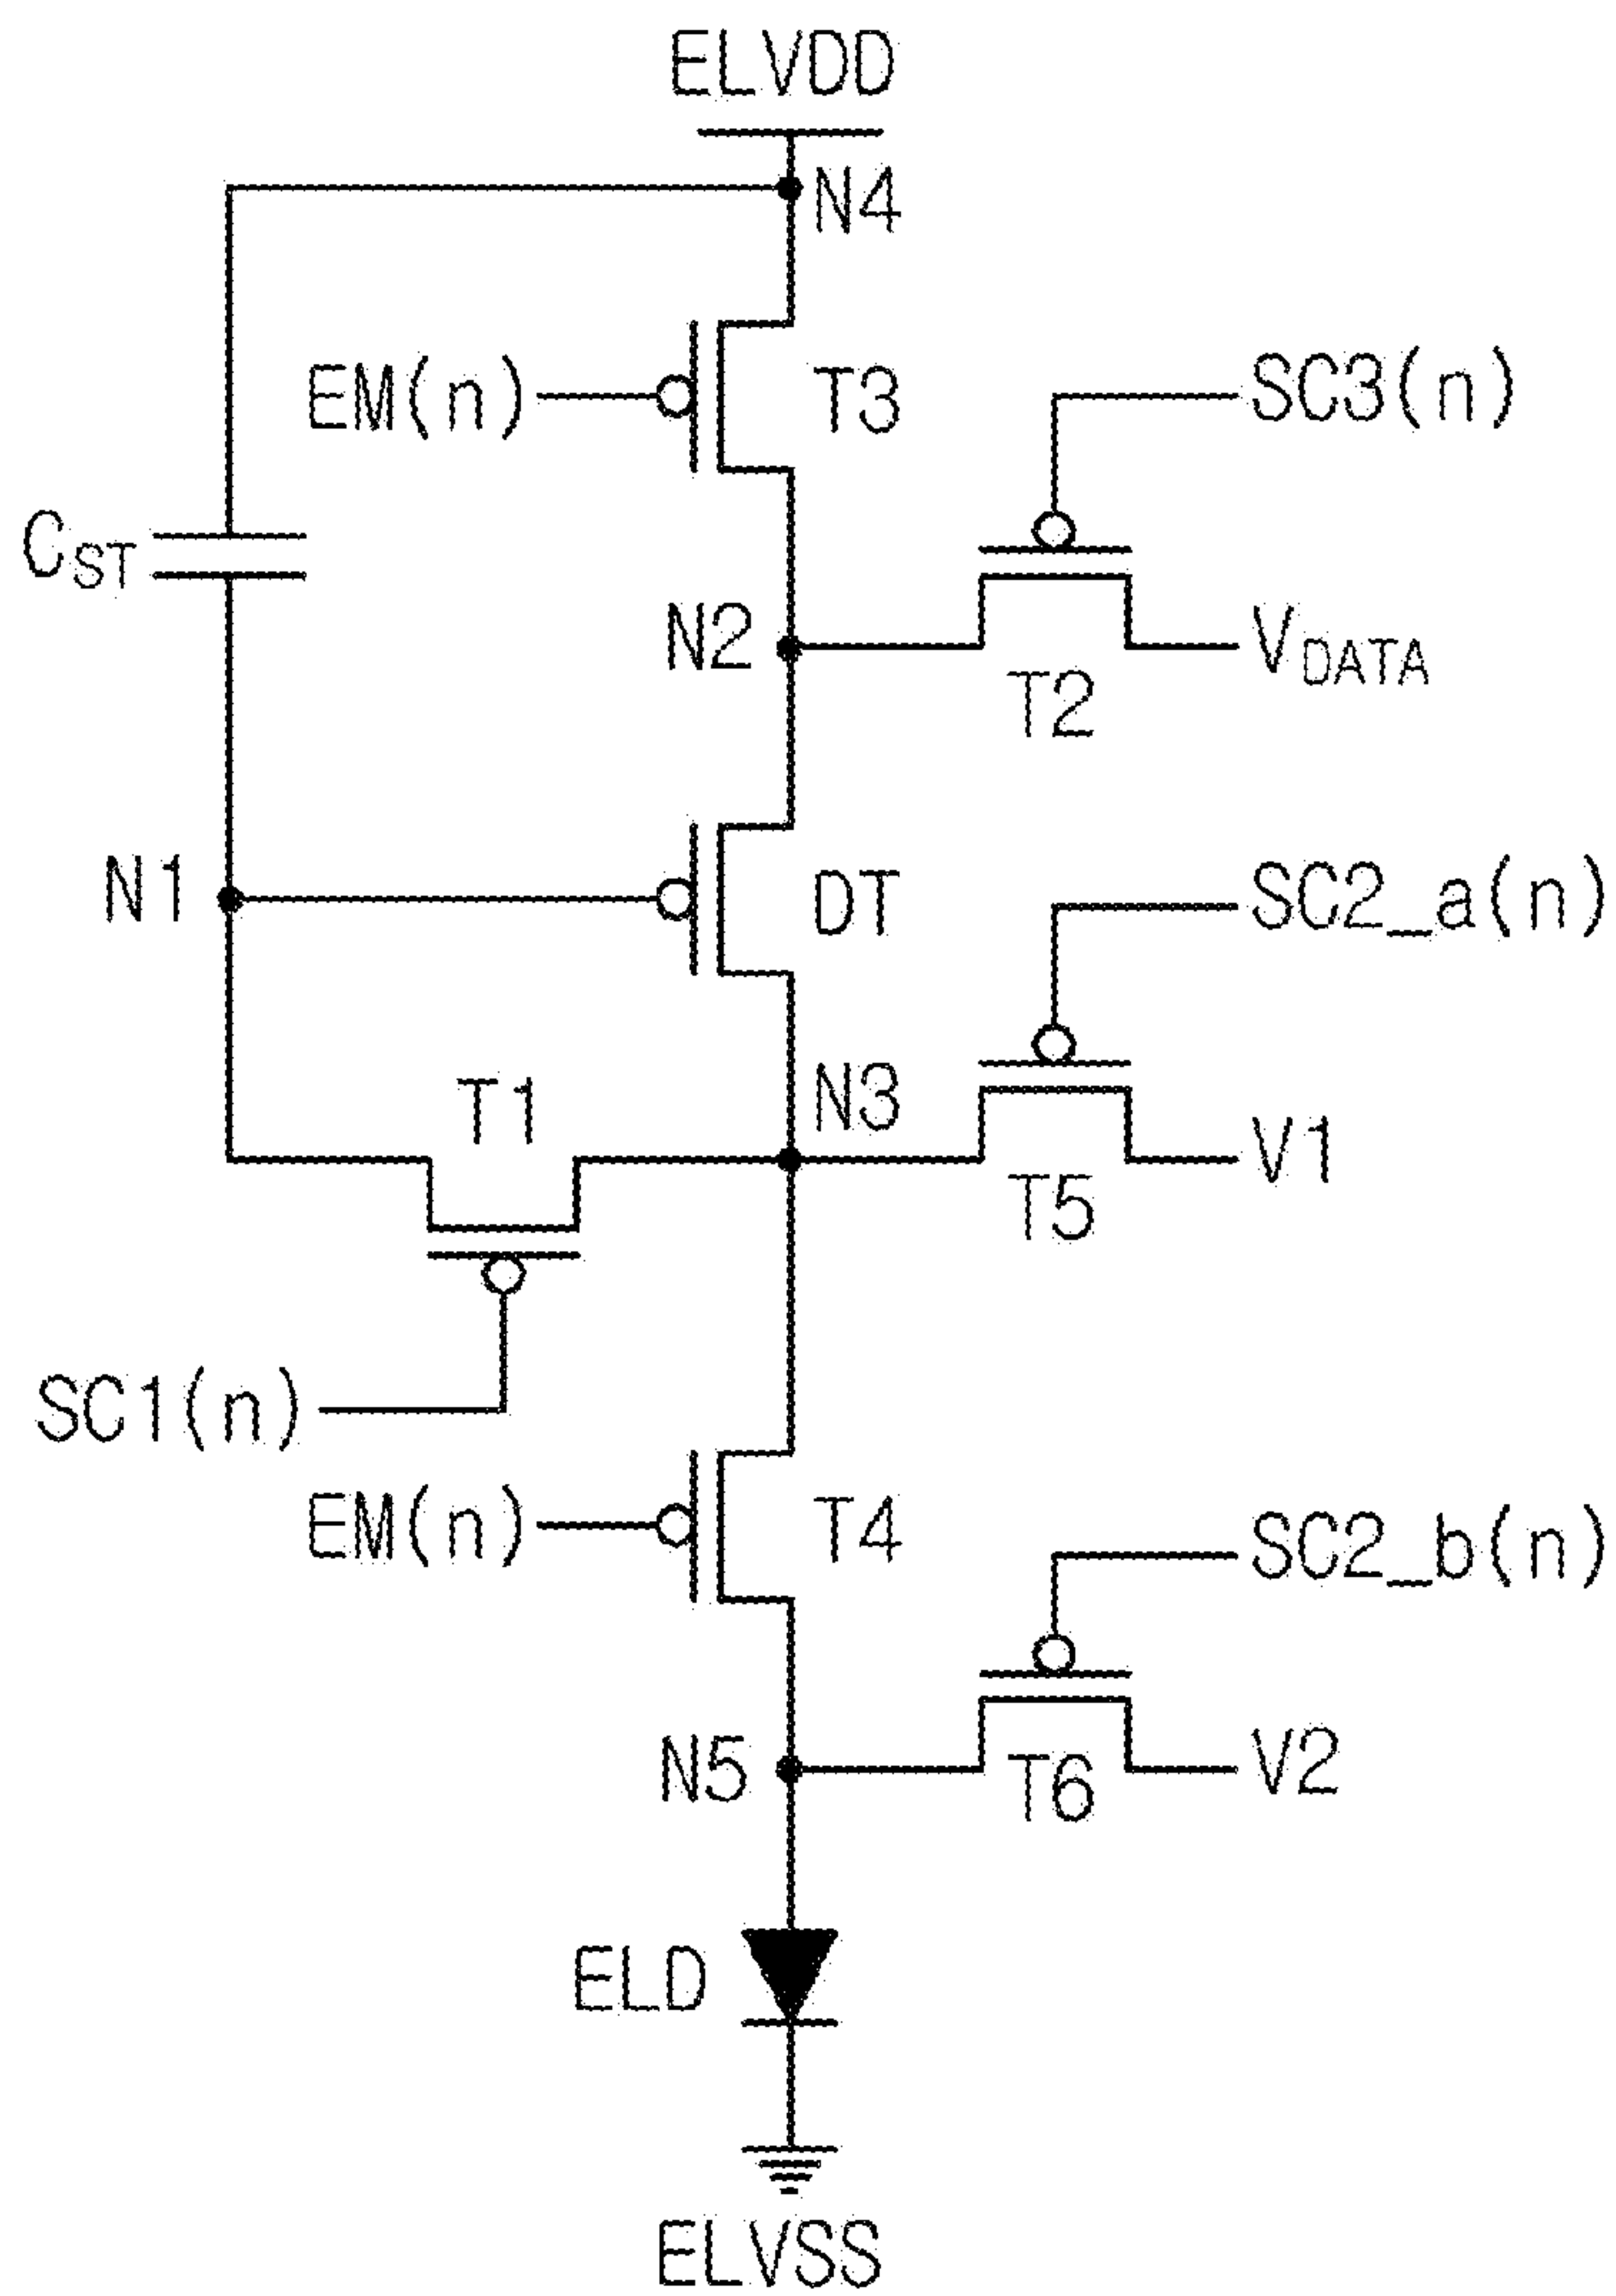 ELVDD
N4
EM(n)
T3
SC3(n)
CST
N2
VDATA
T2
N1
DT
SC2_a(n)
T1
N3
V1
T5
SC1(n)
EM(n)
T4
SC2_b(n)
N5
V2
T6
ELD
ELVSS